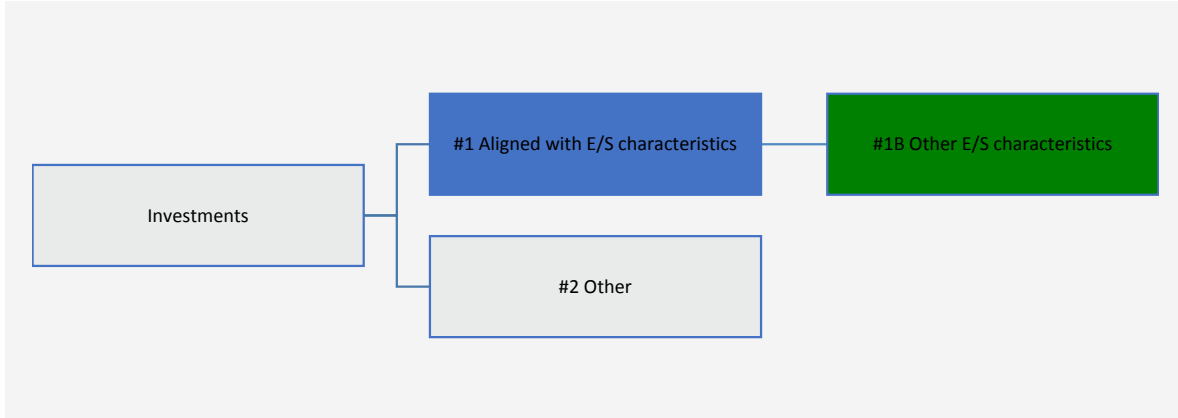 #1 Aligned with E/S characteristics
#1B Other E/S characteristics
Investments
#2 Other